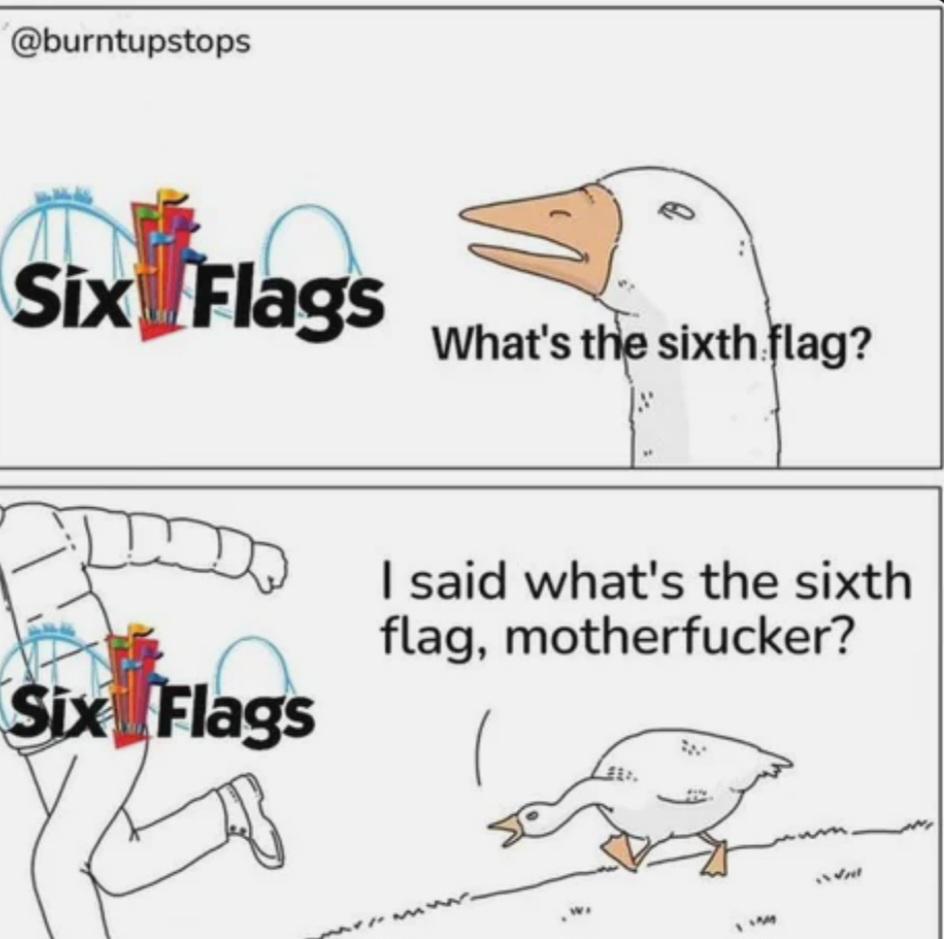 @burntupstops
Six Flags
What's the sixth flag?
I said what's the sixth
flag, motherfucker?
Six Flags